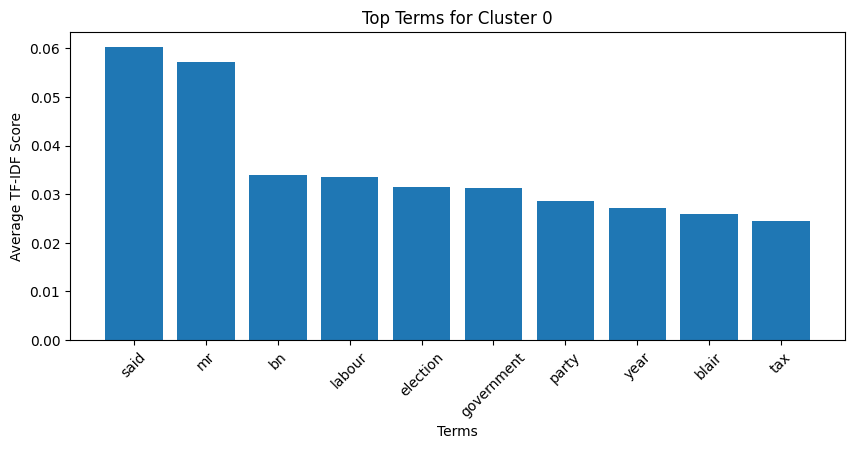 Top Terms for Cluster 0
Average TF-IDF Score
0.06
0.05
0.04
0.03
0.02
0.01
0.00
said
mr
bn
labour
election
government
party
year
blair
tax
Terms